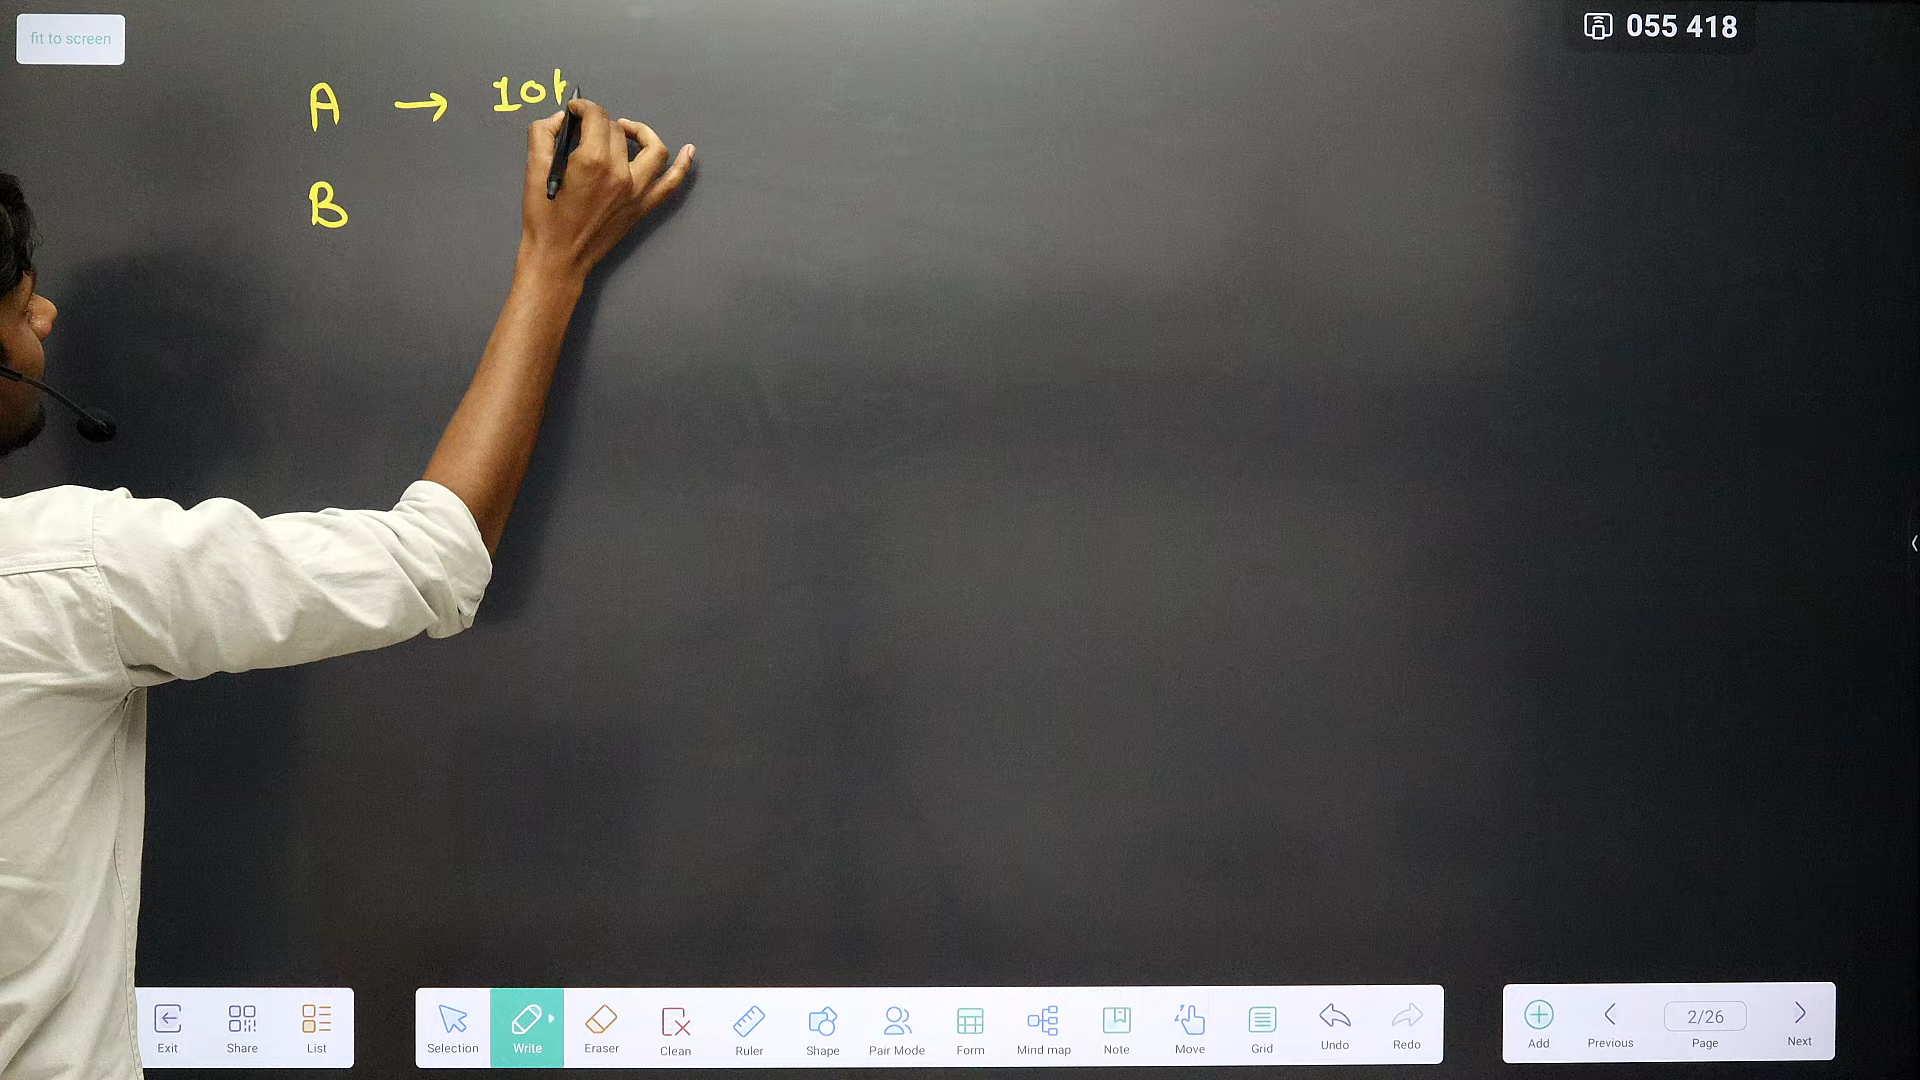 fit to screen
055 418
A → 10
B
Exit Share List Selection Write Eraser Clean Ruler Shape Pair Mode Form Mind map Note Move Grid Undo Redo Add Previous 2/26 Page Next